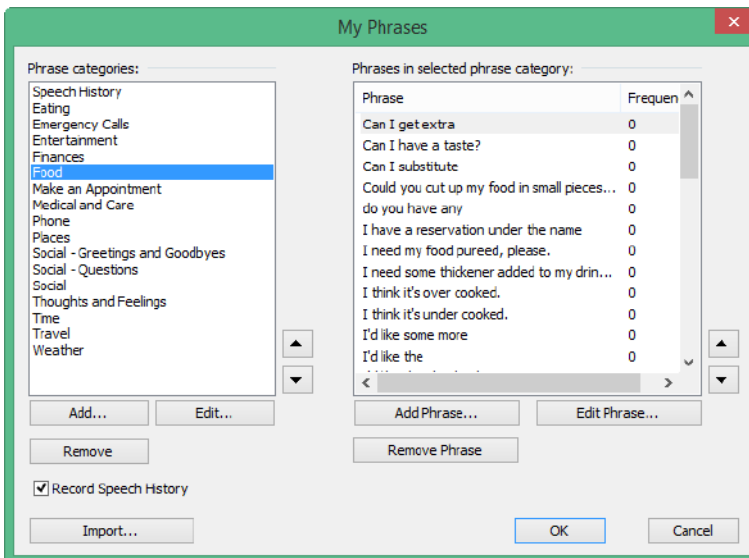 My Phrases
Phrase categories:
Speech History
Eating
Emergency Calls
Entertainment
Finances
Food
Make an Appointment
Medical and Care
Phone
Places
Social - Greetings and Goodbyes
Social - Questions
Social
Thoughts and Feelings
Time
Travel
Weather
Add...
Edit...
Remove
Record Speech History
Import...
Phrases in selected phrase category:
Phrase Frequen
Can I get extra 0
Can I have a taste? 0
Can I substitute 0
Could you cut up my food in small pieces... 0
do you have any 0
I have a reservation under the name 0
I need my food pureed, please. 0
I need some thickener added to my drin... 0
I think it's over cooked. 0
I think it's under cooked. 0
I'd like some more 0
I'd like the 0
Add Phrase...
Edit Phrase...
Remove Phrase
OK
Cancel